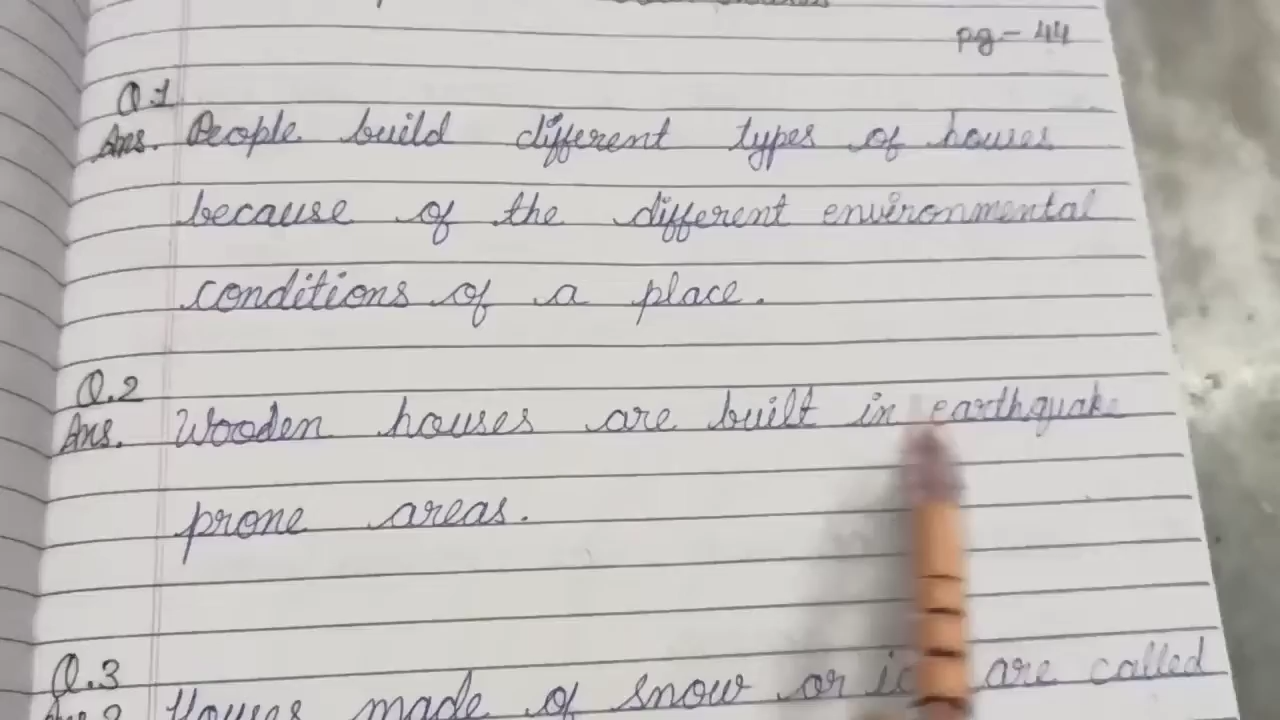 pg- 44
Q.1
Ans. People build different types of houses
because of the different environmental
conditions of a place.
Q.2
Ans. Wooden houses are built in earthquake
prone areas.
Q.3
Houses made of snow or are called